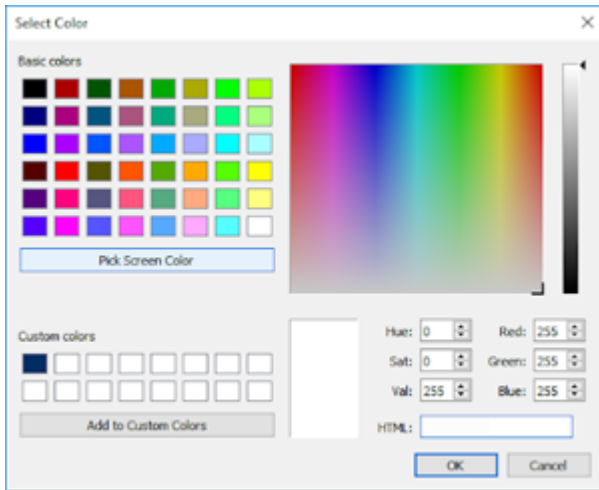 Select Color
Basic colors
Pick Screen Color
Custom colors
Add to Custom Colors
Hue: 0
Red: 255
Sat: 0
Green: 255
Val: 255
Blue: 255
HTML:
OK
Cancel